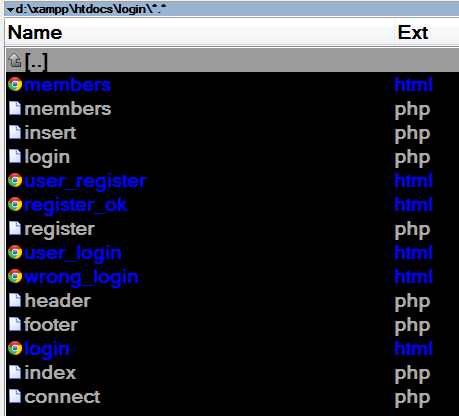 d:\xampp\htdocs\login\*.*
Name Ext
[..]
members html
members php
insert php
login php
user_register html
register_ok html
register php
user_login html
wrong_login html
header php
footer php
login html
index php
connect php